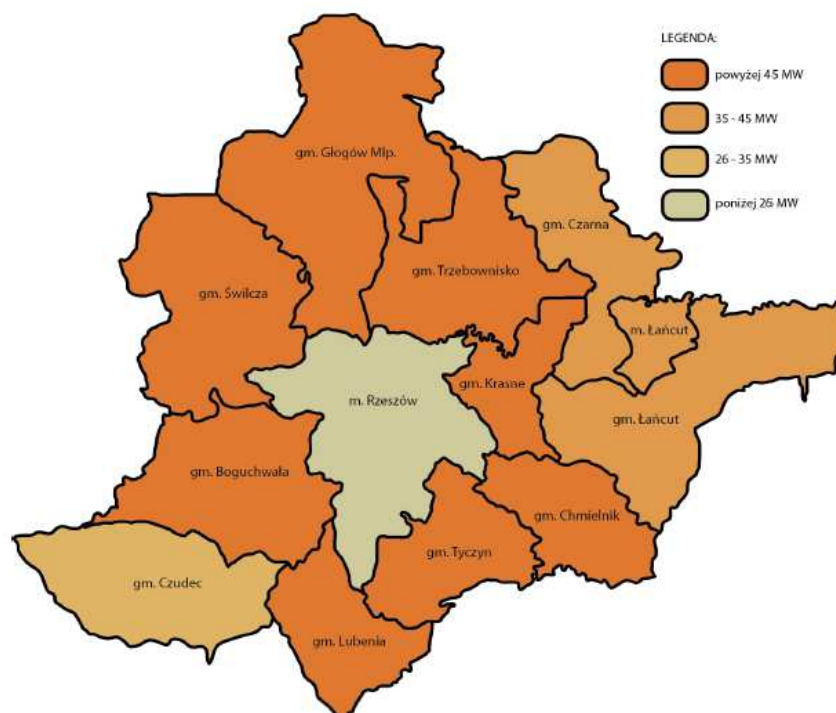 LEGENDA:
powyżej 45 MW
35 - 45 MW
26 - 35 MW
poniżej 26 MW
gm. Głogów Młp.
gm. Czarna
gm. Trzebownisko
gm. Świlcza
m. Łańcut
gm. Krasne
m. Rzeszów
gm. Łańcut
gm. Boguchwała
gm. Chmielnik
gm. Tyczyn
gm. Czudec
gm. Lubenia